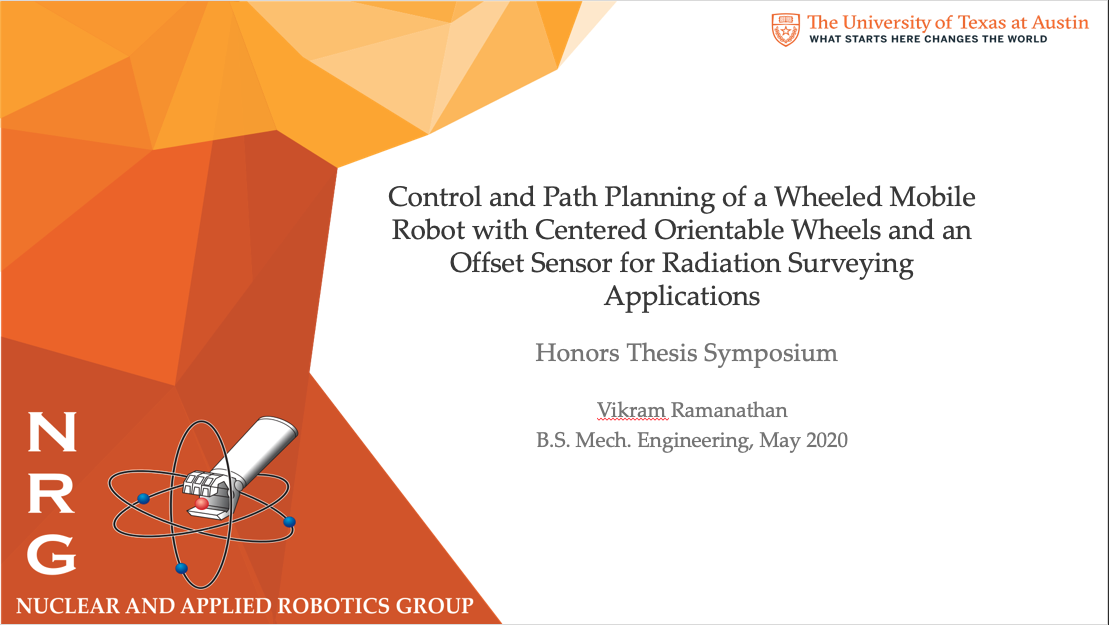 The University of Texas at Austin
WHAT STARTS HERE CHANGES THE WORLD
Control and Path Planning of a Wheeled Mobile
Robot with Centered Orientable Wheels and an
Offset Sensor for Radiation Surveying
Applications
Honors Thesis Symposium
Vikram Ramanathan
B.S. Mech. Engineering, May 2020
N
R
G
NUCLEAR AND APPLIED ROBOTICS GROUP